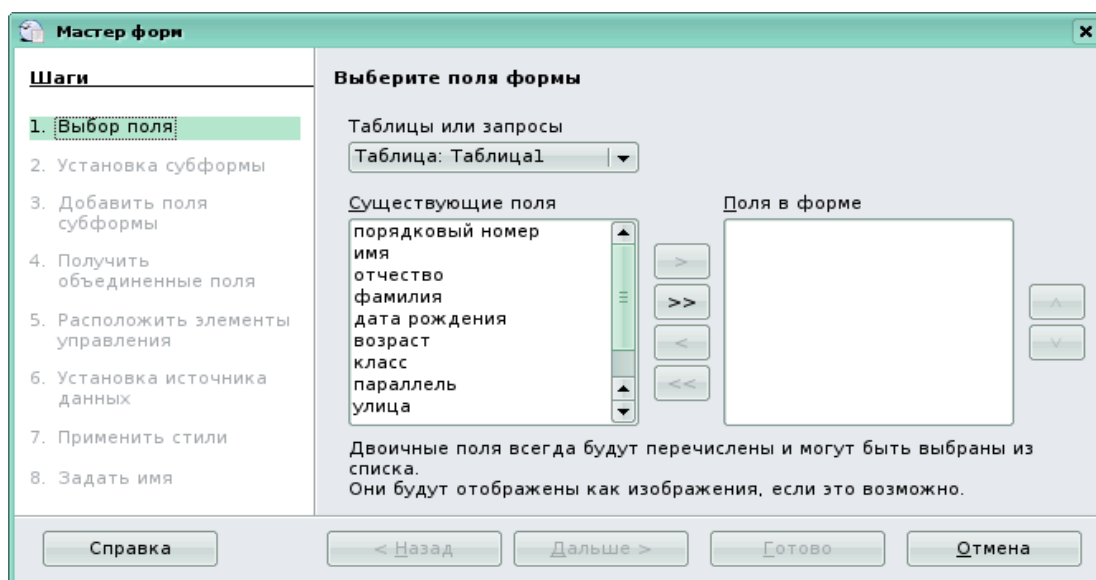 Мастер форм
Шаги
1. Выбор поля
2. Установка субформы
3. Добавить поля
субформы
4. Получить
объединенные поля
5. Расположить элементы
управления
6. Установка источника
данных
7. Применить стили
8. Задать имя
Выберите поля формы
Таблицы или запросы
Таблица: Таблица1
Существующие поля
порядковый номер
имя
отчество
фамилия
дата рождения
возраст
класс
параллель
улица
>
>>
<
<<
Поля в форме
Двоичные поля всегда будут перечислены и могут быть выбраны из
списка.
Они будут отображены как изображения, если это возможно.
Справка
< Назад
Дальше >
Готово
Отмена